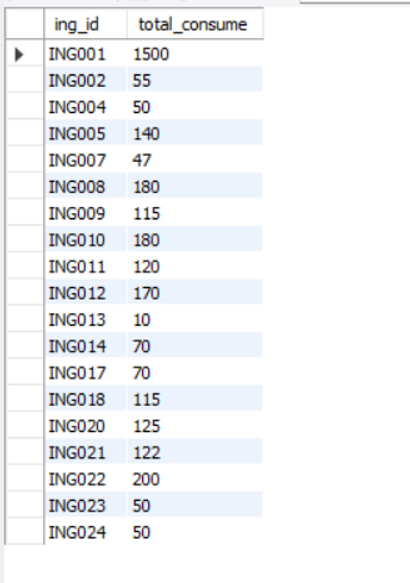 ing_id total_consume
ING001 1500
ING002 55
ING004 50
ING005 140
ING007 47
ING008 180
ING009 115
ING010 180
ING011 120
ING012 170
ING013 10
ING014 70
ING017 70
ING018 115
ING020 125
ING021 122
ING022 200
ING023 50
ING024 50